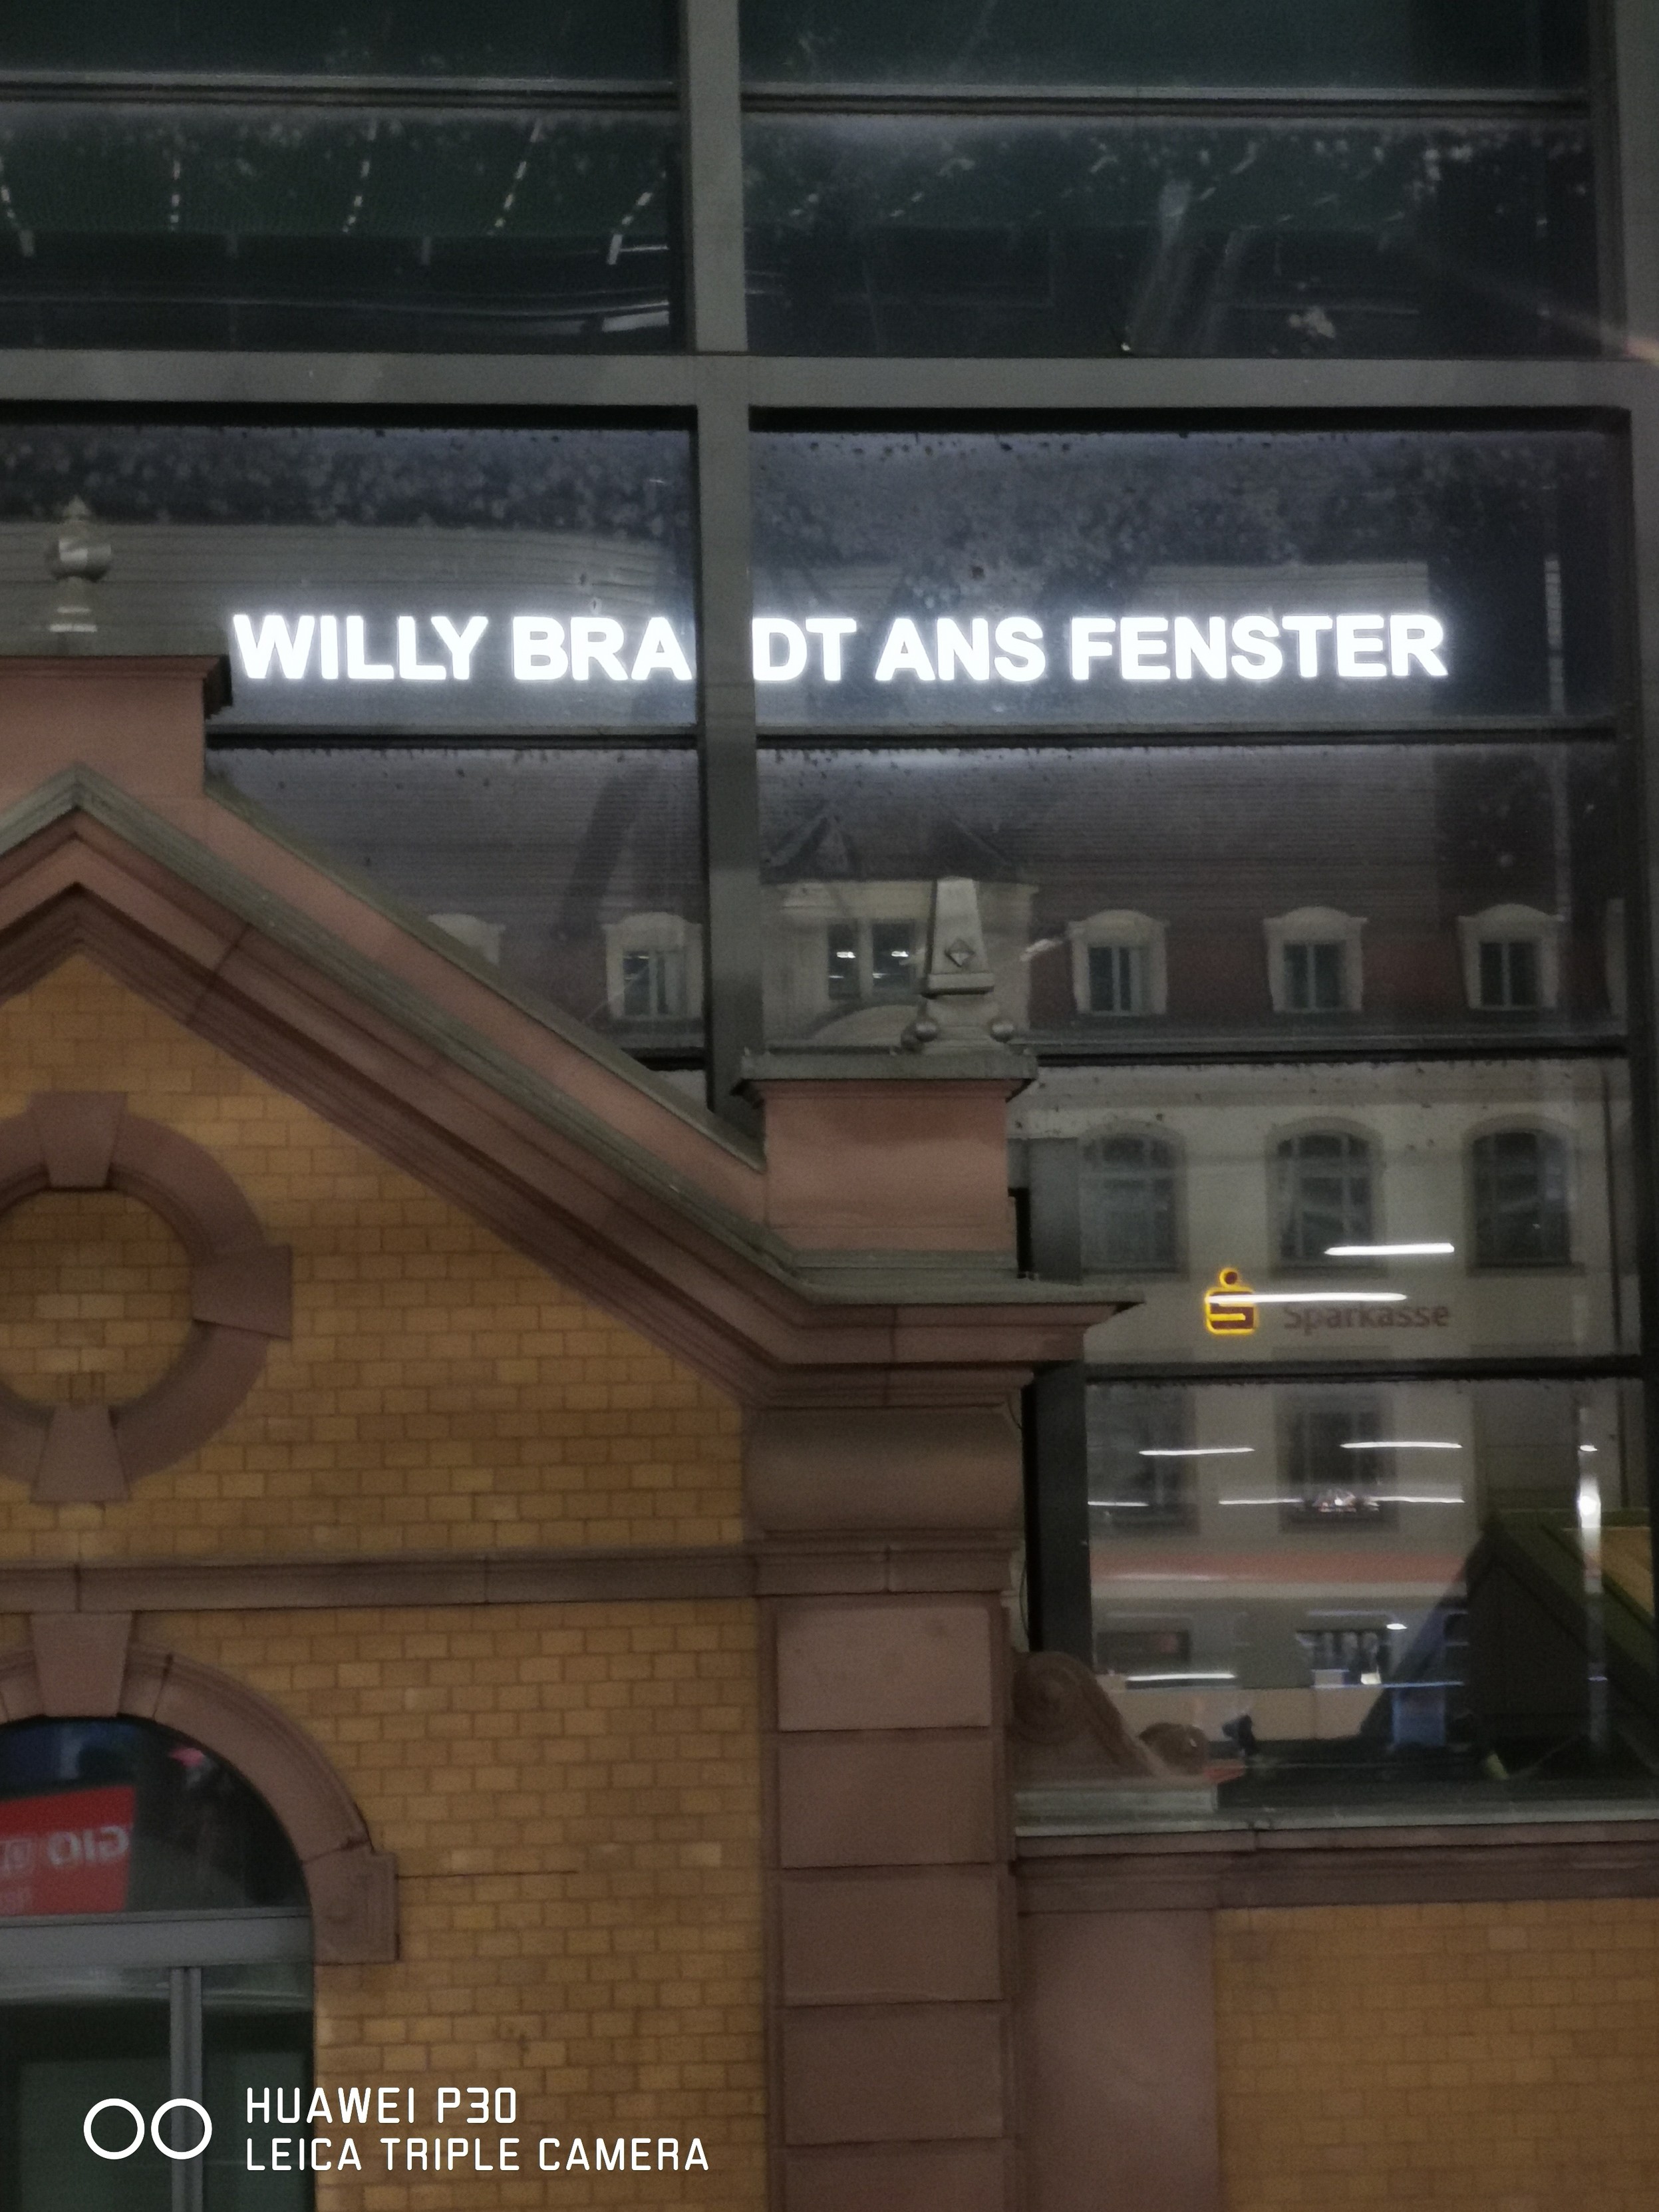 WILLY BRA DT ANS FENSTER
Sparkasse
HUAWEI P30
LEICA TRIPLE CAMERA